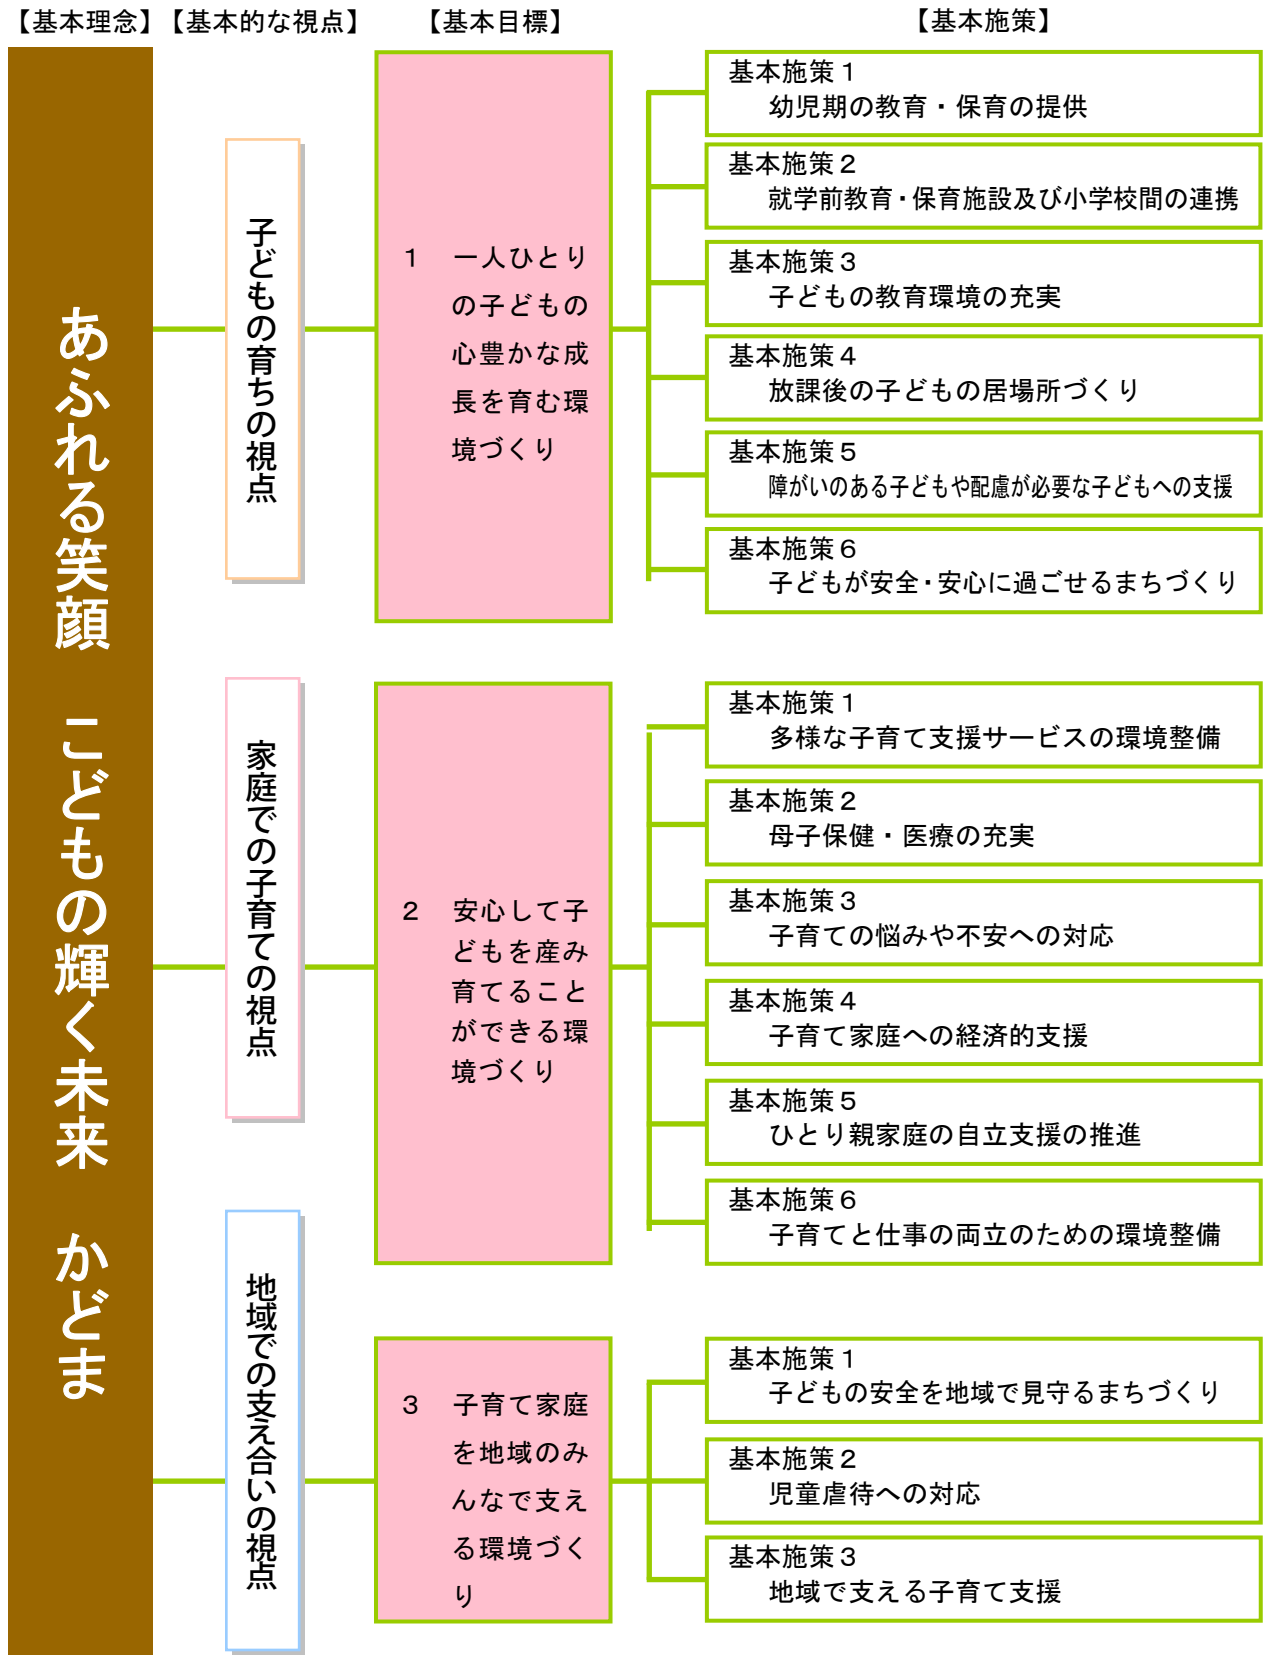 【基本理念】【基本的な視点】　【基本目標】　【基本施策】
あふれる笑顔　こどもの輝く未来　かどま
子どもの育ちの視点
１　一人ひとり
の子どもの
心豊かな成
長を育む環
境づくり
基本施策１
幼児期の教育・保育の提供
基本施策２
就学前教育・保育施設及び小学校間の連携
基本施策３
子どもの教育環境の充実
基本施策４
放課後の子どもの居場所づくり
基本施策５
障がいのある子どもや配慮が必要な子どもへの支援
基本施策６
子どもが安全・安心に過ごせるまちづくり
家庭での子育ての視点
２　安心して子
どもを産み
育てること
ができる環
境づくり
基本施策１
多様な子育て支援サービスの環境整備
基本施策２
母子保健・医療の充実
基本施策３
子育ての悩みや不安への対応
基本施策４
子育て家庭への経済的支援
基本施策５
ひとり親家庭の自立支援の推進
基本施策６
子育てと仕事の両立のための環境整備
地域での支え合いの視点
３　子育て家庭
を地域のみ
んなで支え
る環境づく
り
基本施策１
子どもの安全を地域で見守るまちづくり
基本施策２
児童虐待への対応
基本施策３
地域で支える子育て支援